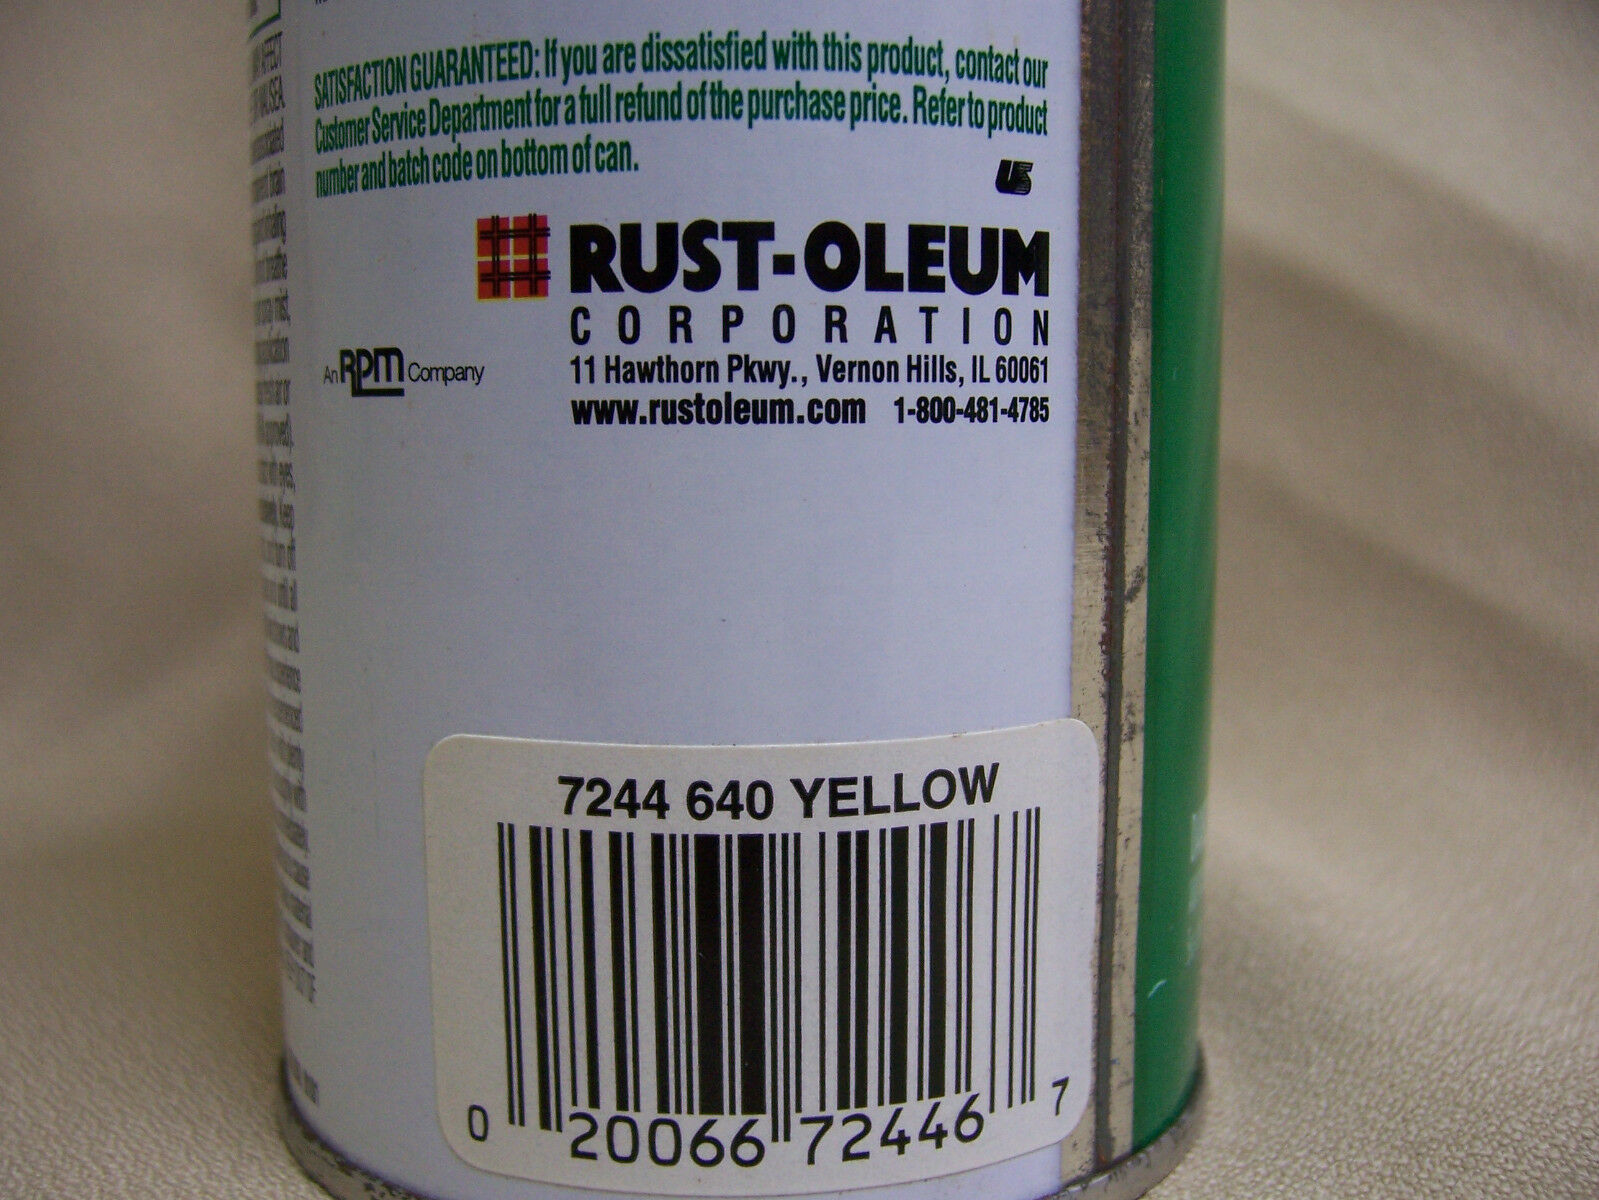 SATISFACTION GUARANTEED: If you are dissatisfied with this product, contact our
Customer Service Department for a full refund of the purchase price. Refer to product
number and batch code on bottom of can.
RUST-OLEUM
CORPORATION
An RPM Company
11 Hawthorn Pkwy., Vernon Hills, IL 60061
www.rustoleum.com 1-800-481-4785
7244 640 YELLOW
0 20066 72446 7
AFFECT
eyes,
Keep